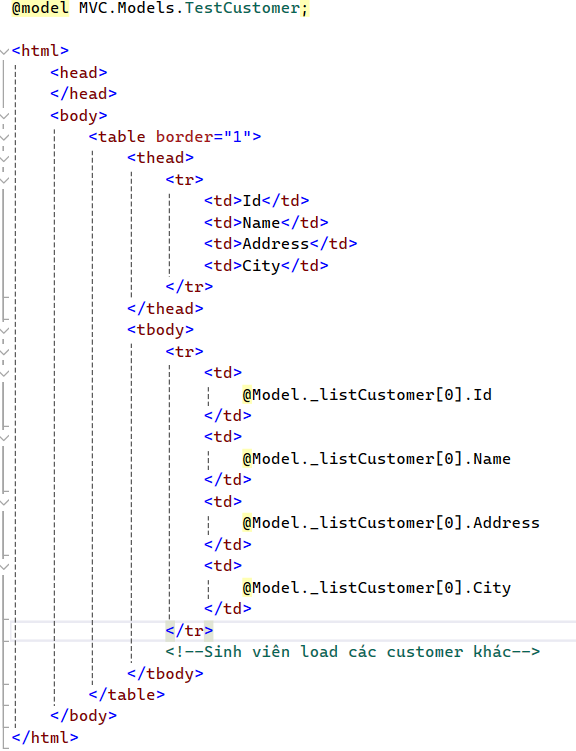 @model MVC.Models.TestCustomer;
<html>
<head>
</head>
<body>
<table border="1">
<thead>
<tr>
<td>Id</td>
<td>Name</td>
<td>Address</td>
<td>City</td>
</tr>
</thead>
<tbody>
<tr>
<td>
@Model._listCustomer[0].Id
</td>
<td>
@Model._listCustomer[0].Name
</td>
<td>
@Model._listCustomer[0].Address
</td>
<td>
@Model._listCustomer[0].City
</td>
</tr>
<!--Sinh viên load các customer khác-->
</tbody>
</table>
</body>
</html>